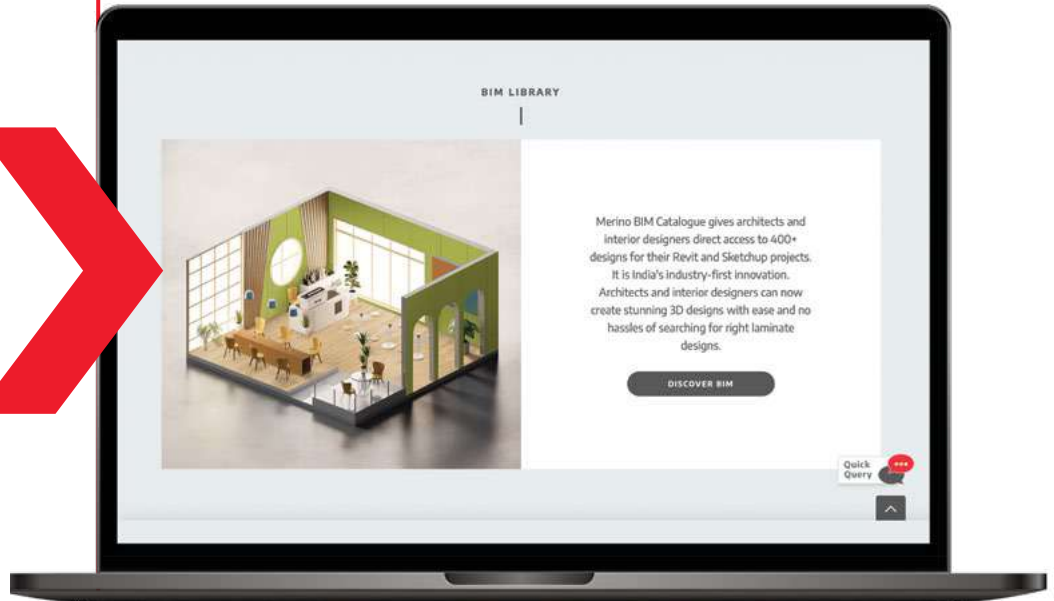 BIM LIBRARY
Merino BIM Catalogue gives architects and
interior designers direct access to 400+
designs for their Revit and Sketchup projects.
It is India's industry-first innovation.
Architects and interior designers can now
create stunning 3D designs with ease and no
hassles of searching for right laminate
designs.
DISCOVER BIM
Quick
Query